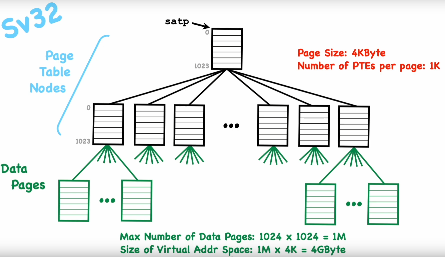 Sv32
satp
0
1023
Page
Table
Nodes
Page Size: 4KByte
Number of PTEs per page: 1K
0
1023
...
Data
Pages
...
...
Max Number of Data Pages: 1024 x 1024 = 1M
Size of Virtual Addr Space: 1M x 4K = 4GByte